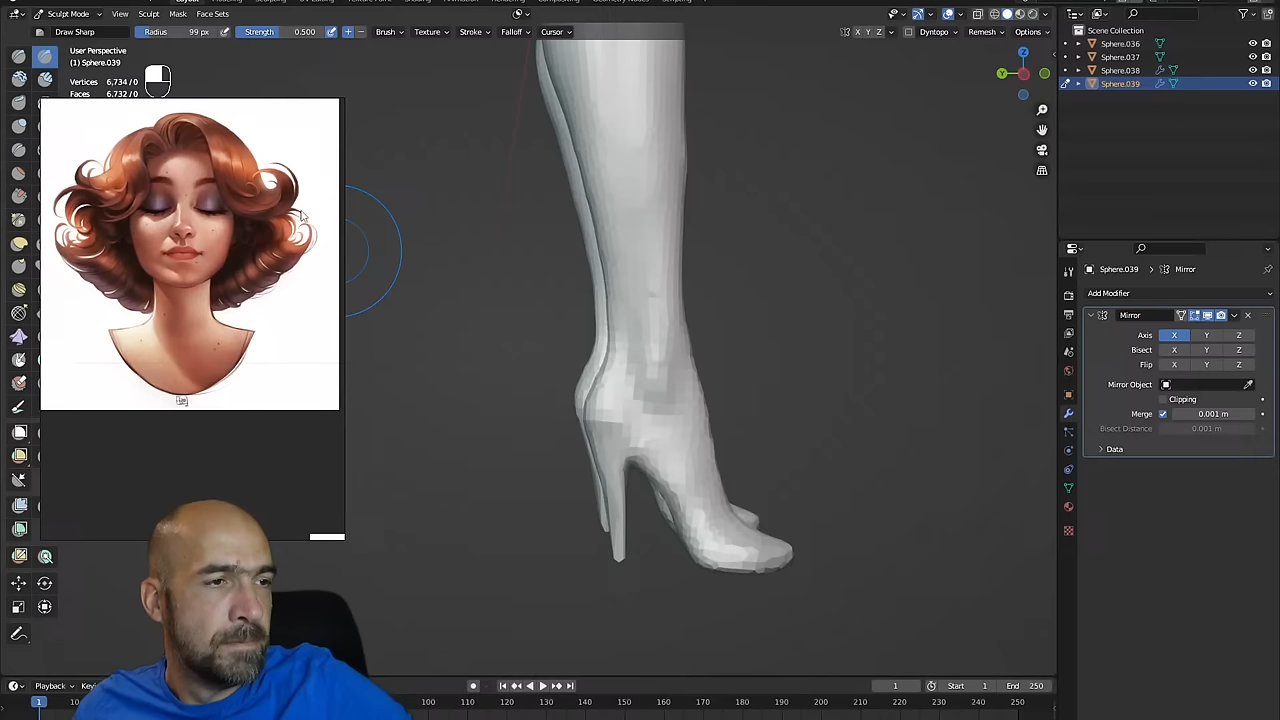 Sculpt Mode View Sculpt Mask Face Sets
Draw Sharp Radius 99 px Strength 0.500 Brush Texture Stroke Falloff Cursor X Y Z Dyntopo Remesh Options
User Perspective
(1) Sphere.039
Vertices 6,734 / 0
Faces 6,732 / 0
Z
Y
Scene Collection
Sphere.036
Sphere.037
Sphere.038
Sphere.039
Sphere.039 > Mirror
Add Modifier
Mirror
Axis X Y Z
Bisect X Y Z
Flip X Y Z
Mirror Object
Clipping
Merge 0.001 m
Bisect Distance 0.001 m
Data
Playback
1 Start 1 End 250
1 100 110 120 130 140 150 160 170 180 190 200 210 220 230 240 250